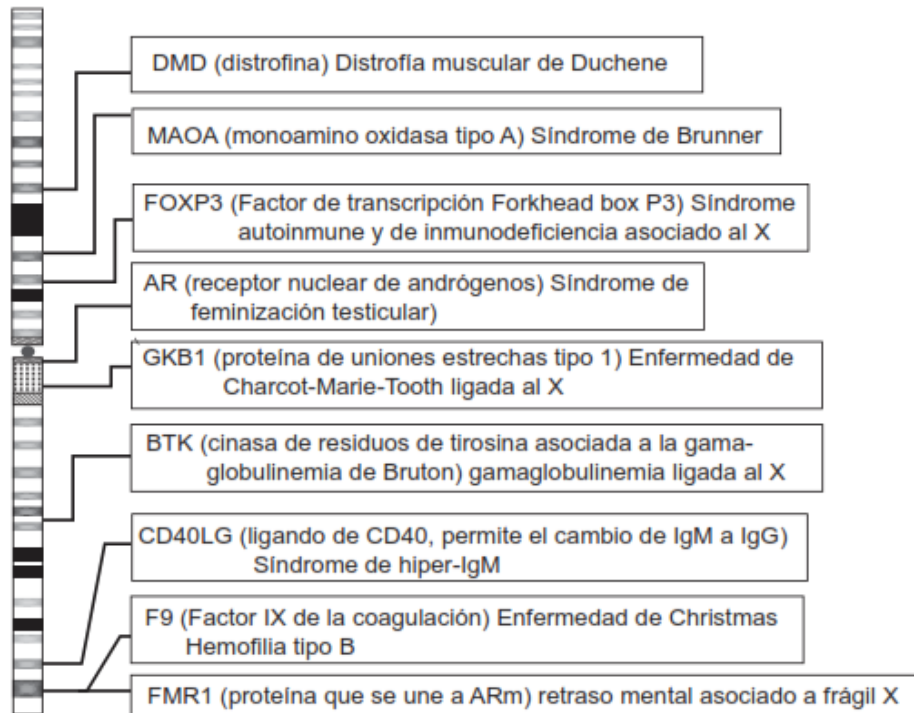 DMD (distrofina) Distrofía muscular de Duchene
MAOA (monoamino oxidasa tipo A) Síndrome de Brunner
FOXP3 (Factor de transcripción Forkhead box P3) Síndrome
autoinmune y de inmunodeficiencia asociado al X
AR (receptor nuclear de andrógenos) Síndrome de
feminización testicular)
GKB1 (proteína de uniones estrechas tipo 1) Enfermedad de
Charcot-Marie-Tooth ligada al X
BTK (cinasa de residuos de tirosina asociada a la gama-
globulinemia de Bruton) gamaglobulinemia ligada al X
CD40LG (ligando de CD40, permite el cambio de IgM a IgG)
Síndrome de hiper-IgM
F9 (Factor IX de la coagulación) Enfermedad de Christmas
Hemofilia tipo B
FMR1 (proteína que se une a ARm) retraso mental asociado a frágil X